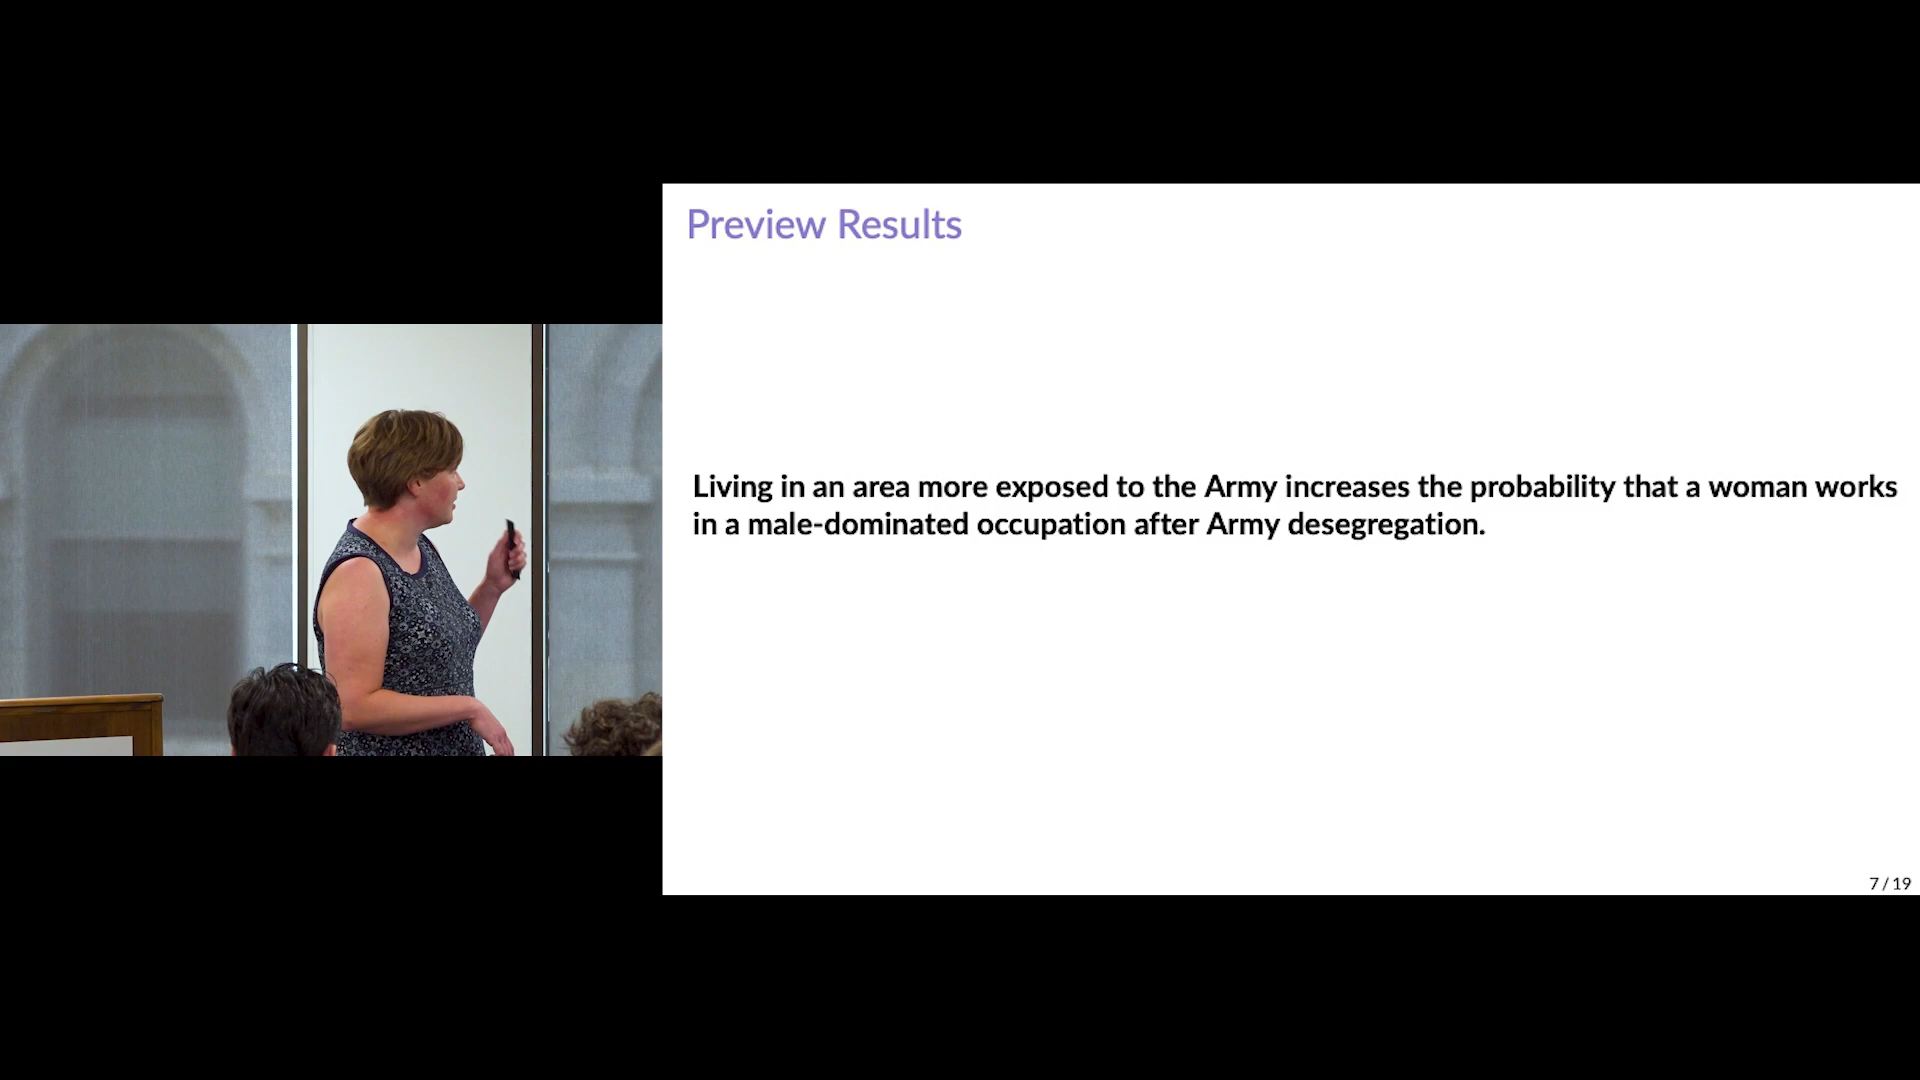 Preview Results
Living in an area more exposed to the Army increases the probability that a woman works
in a male-dominated occupation after Army desegregation.
7 / 19